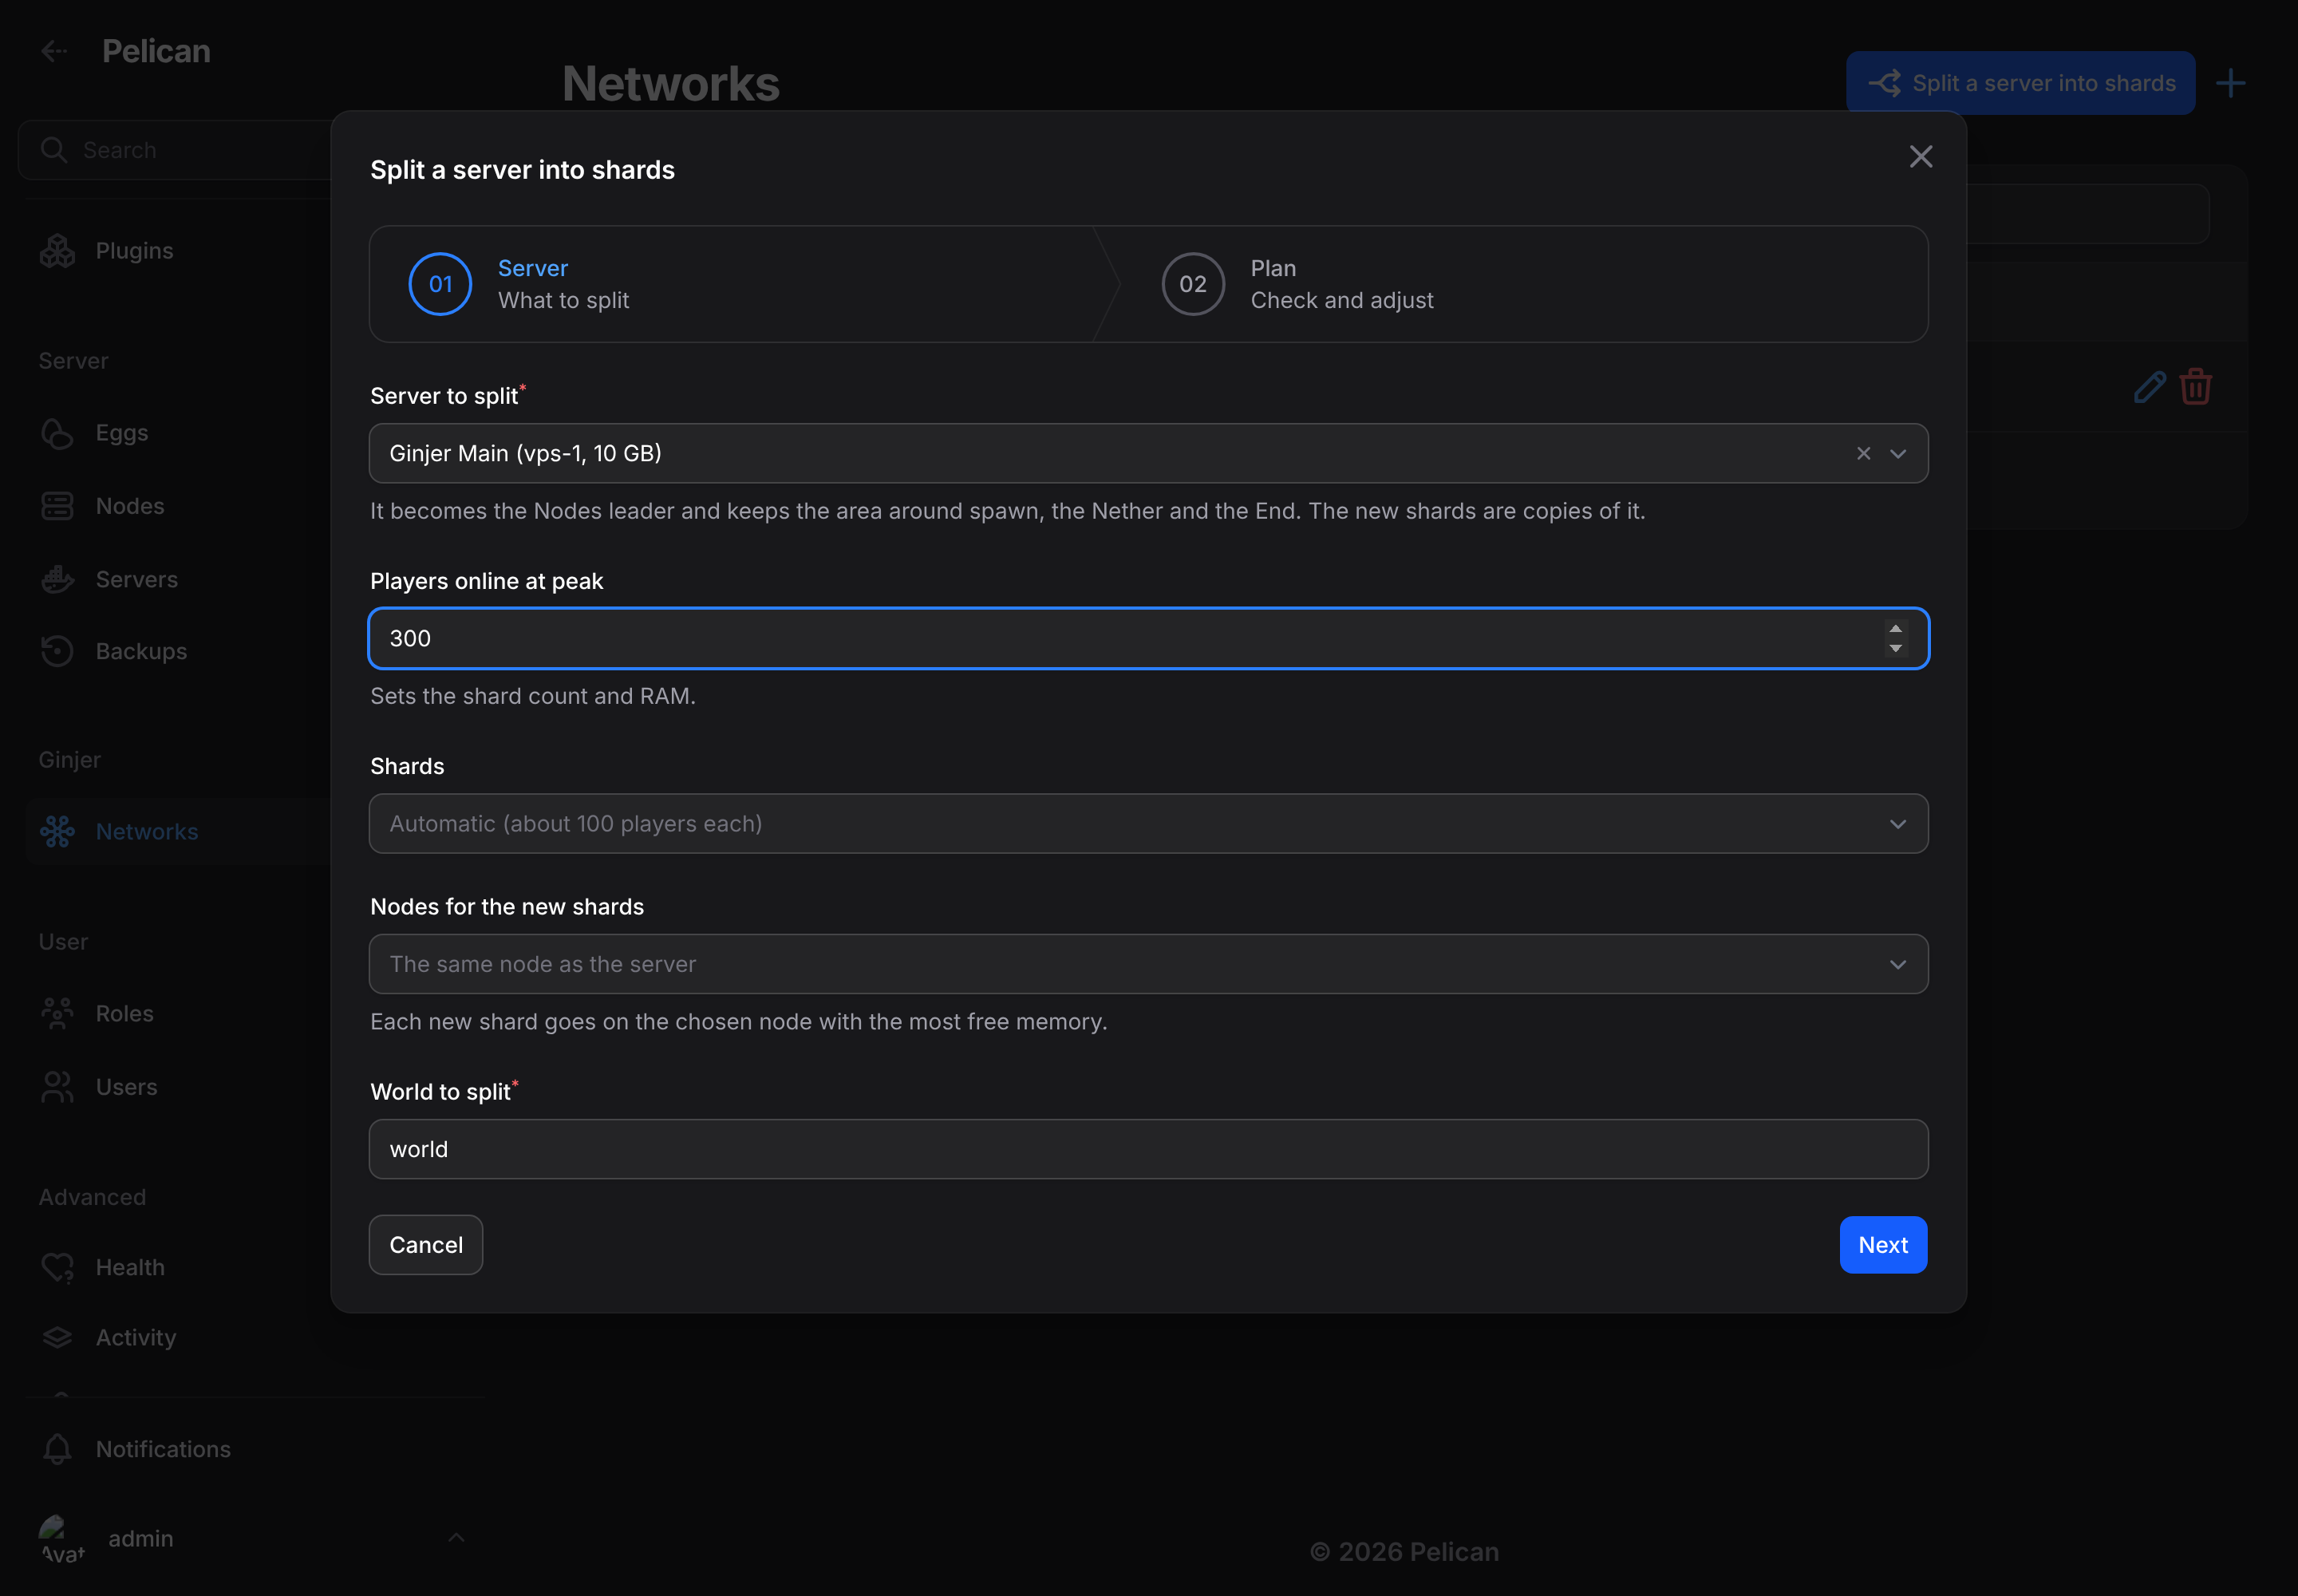 Pelican
Search
Plugins
Server
Eggs
Nodes
Servers
Backups
Ginjer
Networks
User
Roles
Users
Advanced
Health
Activity
Notifications
Avat
admin
Networks
Split a server into shards
Split a server into shards
01
Server
What to split
02
Plan
Check and adjust
Server to split*
Ginjer Main (vps-1, 10 GB)
It becomes the Nodes leader and keeps the area around spawn, the Nether and the End. The new shards are copies of it.
Players online at peak
300
Sets the shard count and RAM.
Shards
Automatic (about 100 players each)
Nodes for the new shards
The same node as the server
Each new shard goes on the chosen node with the most free memory.
World to split*
world
Cancel
Next
© 2026 Pelican